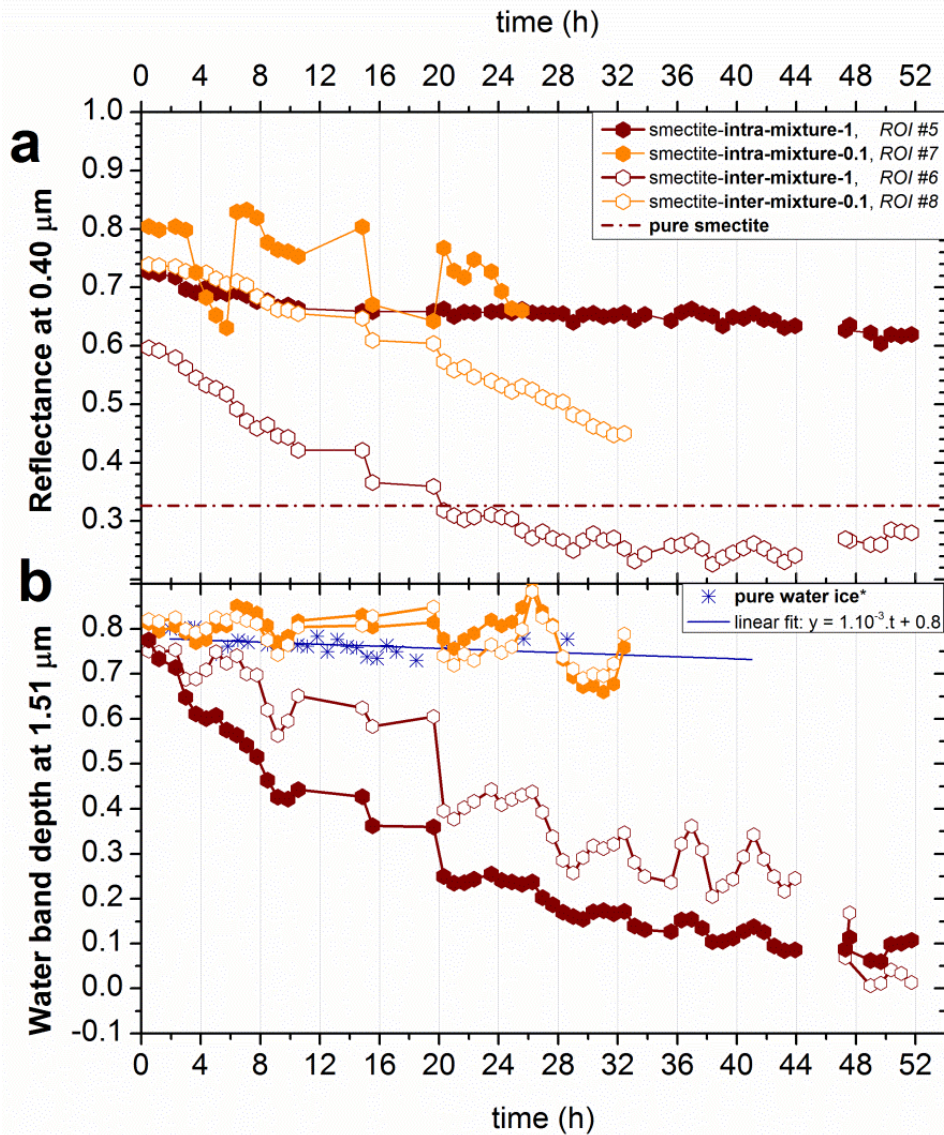 time (h)
0 4 8 12 16 20 24 28 32 36 40 44 48 52
a
Reflectance at 0.40 μm
1.0
0.9
0.8
0.7
0.6
0.5
0.4
0.3
smectite-intra-mixture-1, ROI #5
smectite-intra-mixture-0.1, ROI #7
smectite-inter-mixture-1, ROI #6
smectite-inter-mixture-0.1, ROI #8
pure smectite
b
Water band depth at 1.51 μm
0.8
0.7
0.6
0.5
0.4
0.3
0.2
0.1
0.0
-0.1
pure water ice*
linear fit: y = 1.10⁻³.t + 0.8
0 4 8 12 16 20 24 28 32 36 40 44 48 52
time (h)